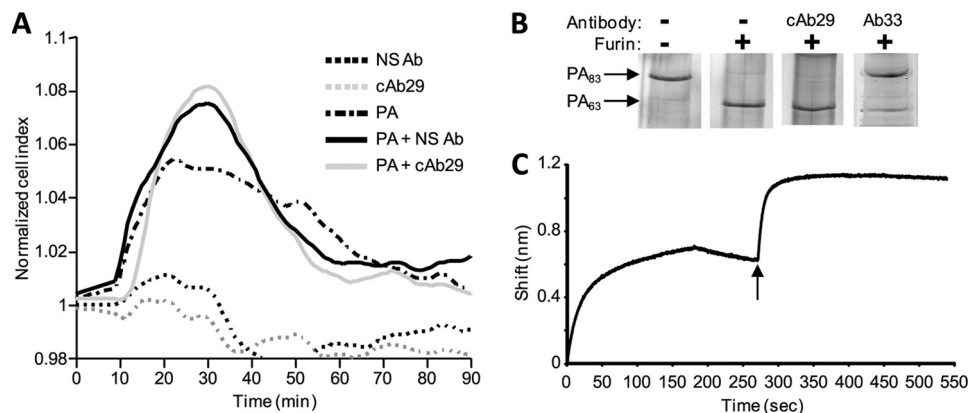 A
Normalized cell index
1.1
1.08
1.06
1.04
1.02
1
0.98
0 10 20 30 40 50 60 70 80 90
Time (min)
NS Ab
cAb29
PA
PA + NS Ab
PA + cAb29
B
Antibody: - - cAb29 Ab33
Furin: - + + +
PA83
PA63
C
Shift (nm)
1.2
0.8
0.4
0
0 50 100 150 200 250 300 350 400 450 500 550
Time (sec)